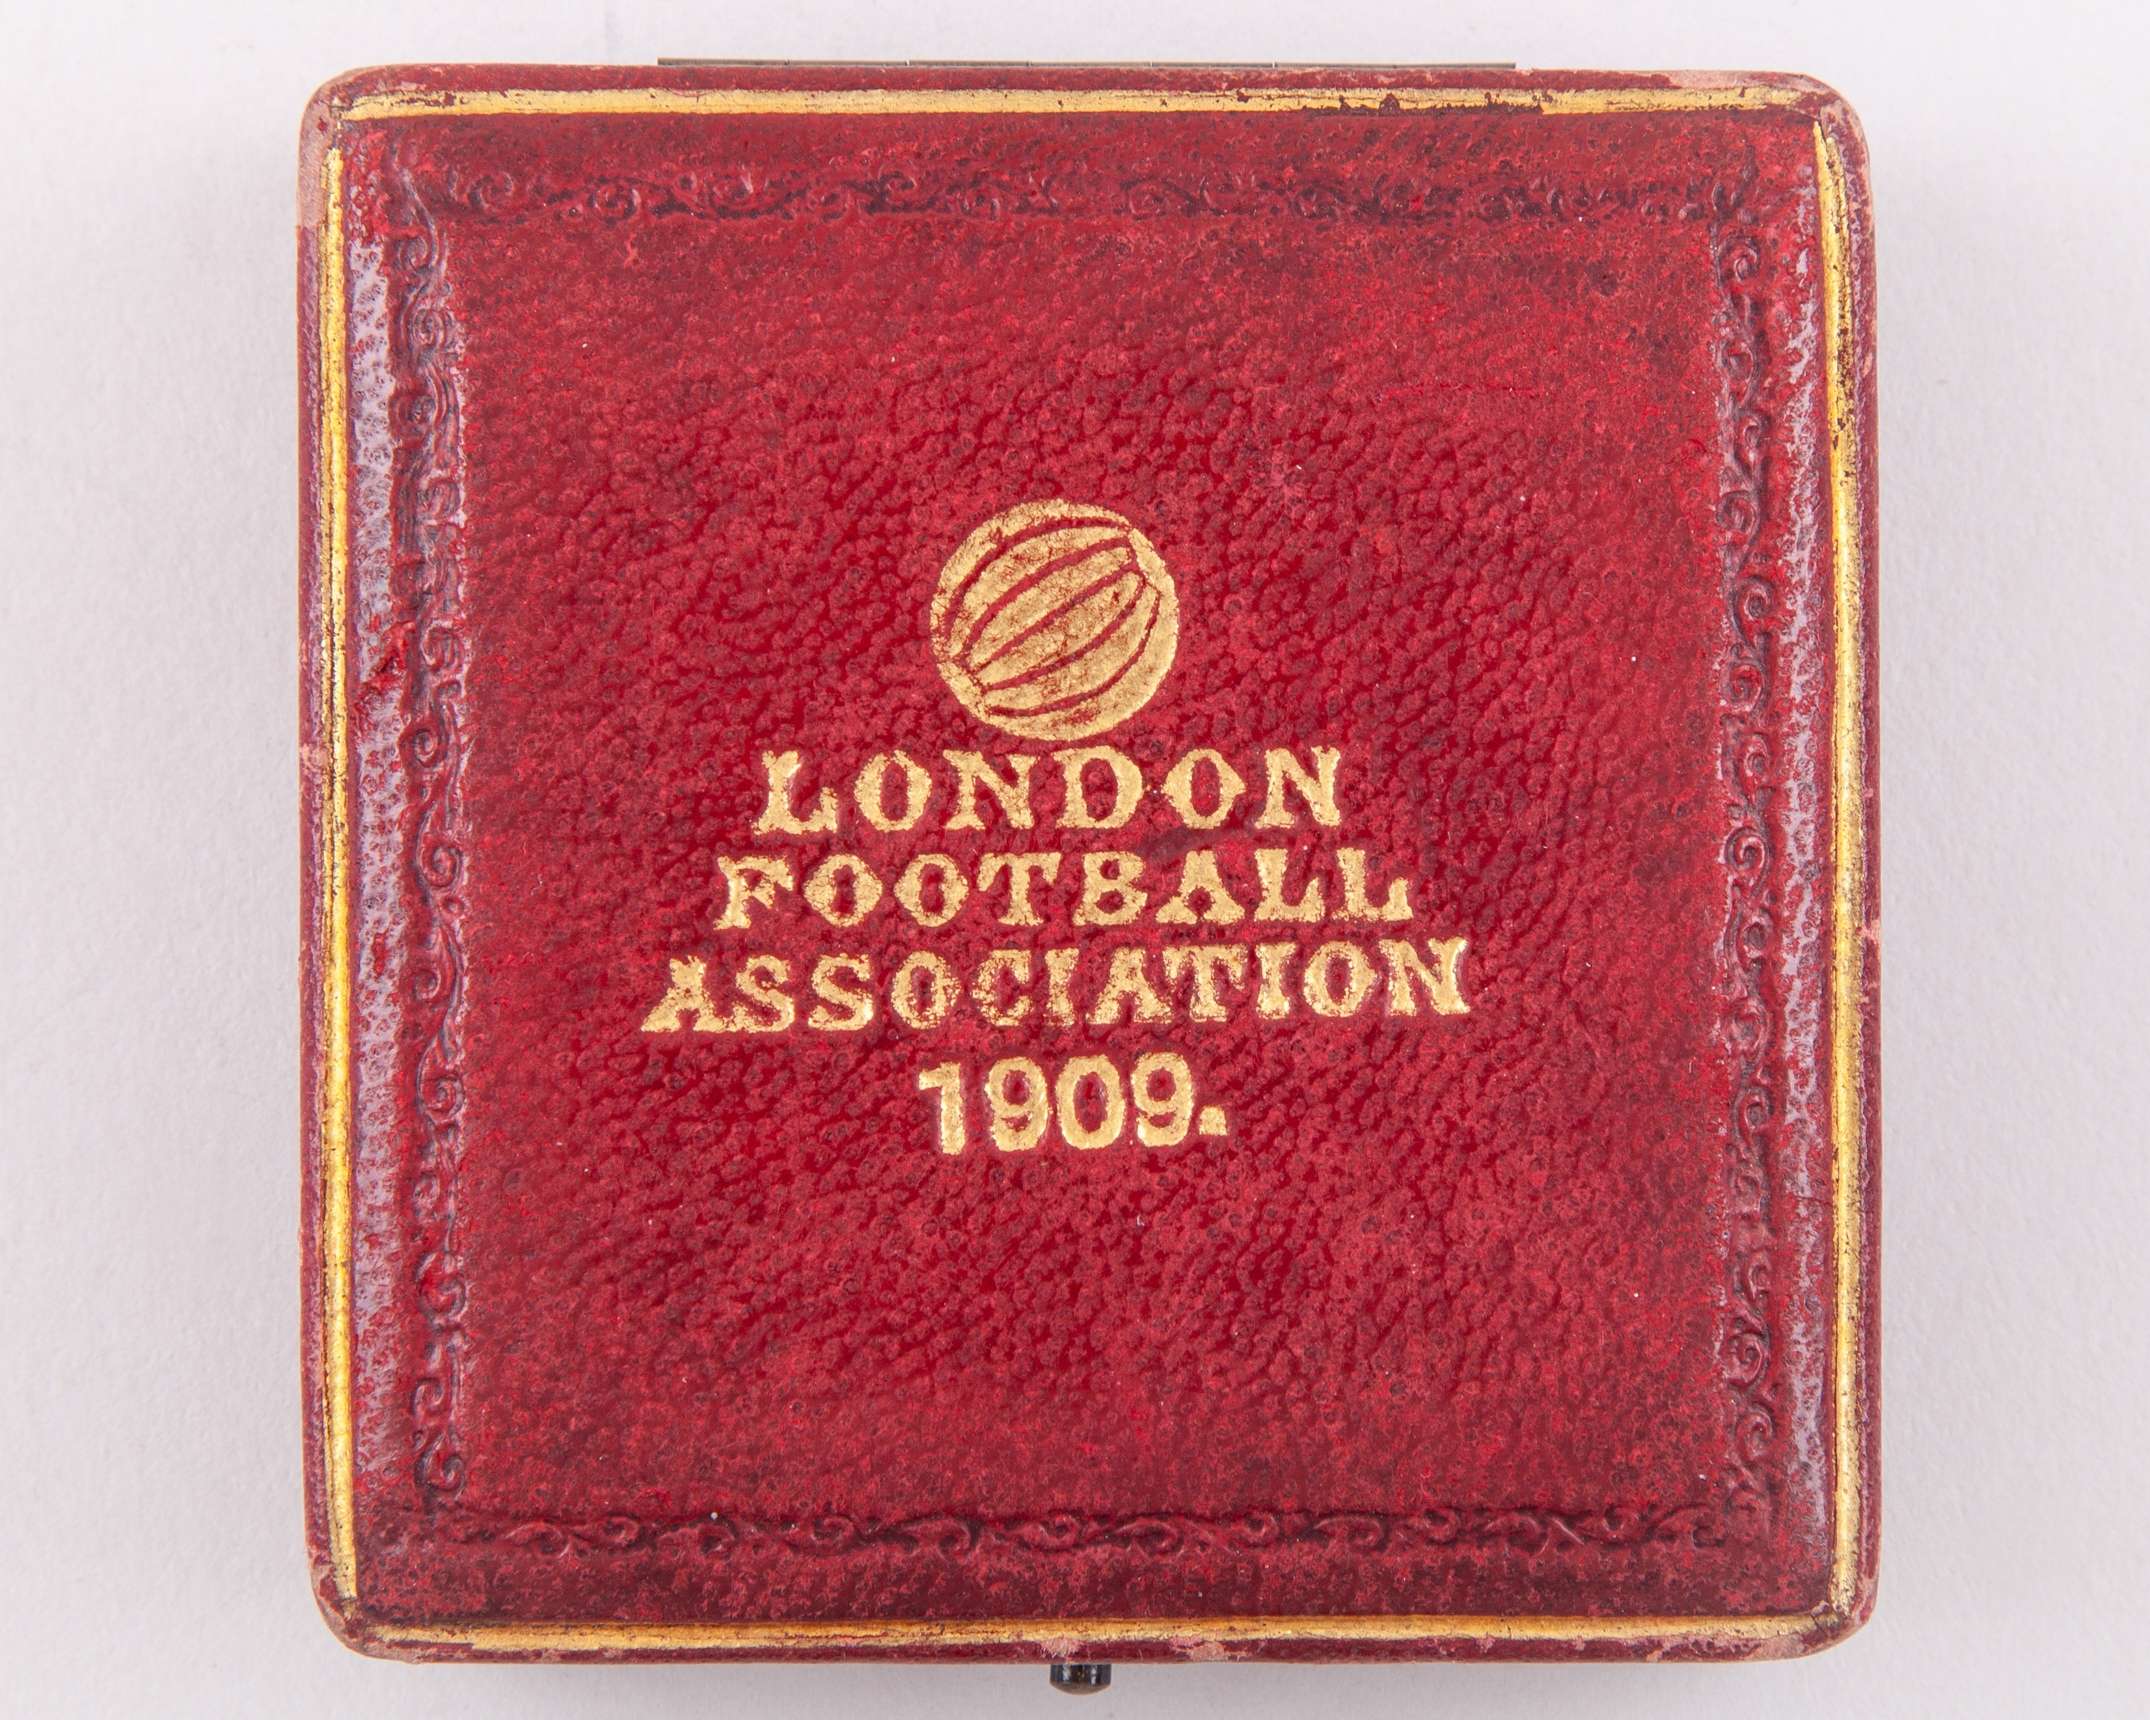 LONDON
FOOTBALL
ASSOCIATION
1909.